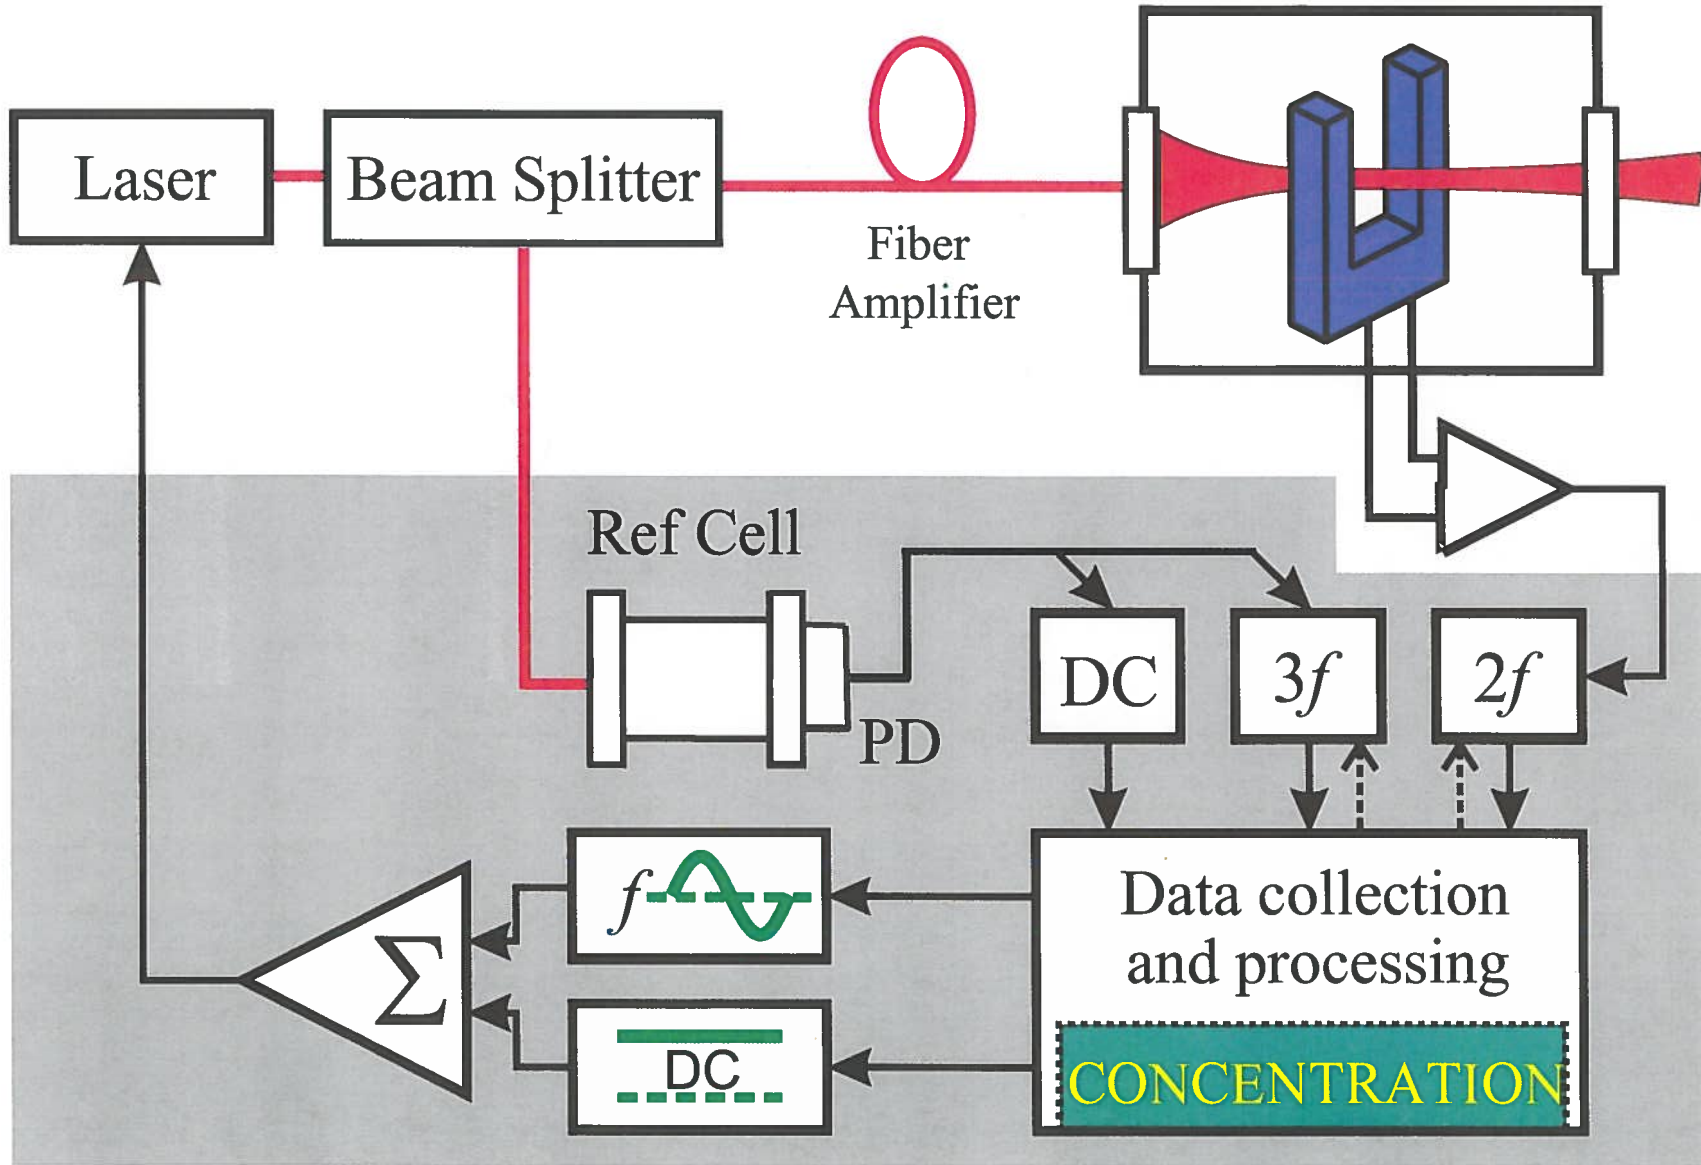 Laser
Beam Splitter
Fiber
Amplifier
Ref Cell
PD
DC
3f
2f
f
Σ
DC
Data collection
and processing
CONCENTRATION